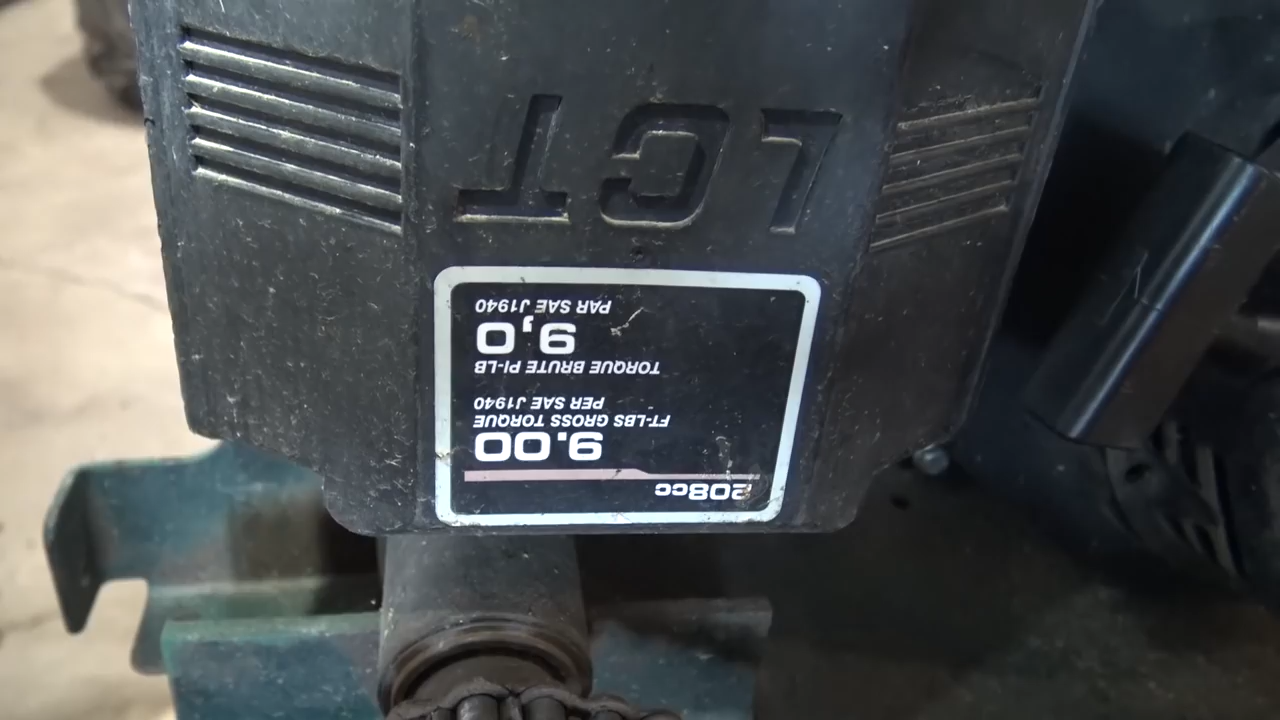 208cc
9.00
FT-LBS GROSS TORQUE
PER SAE J1940
TORQUE BRUTE PI-LB
9,0
PAR SAE J1940
LCT